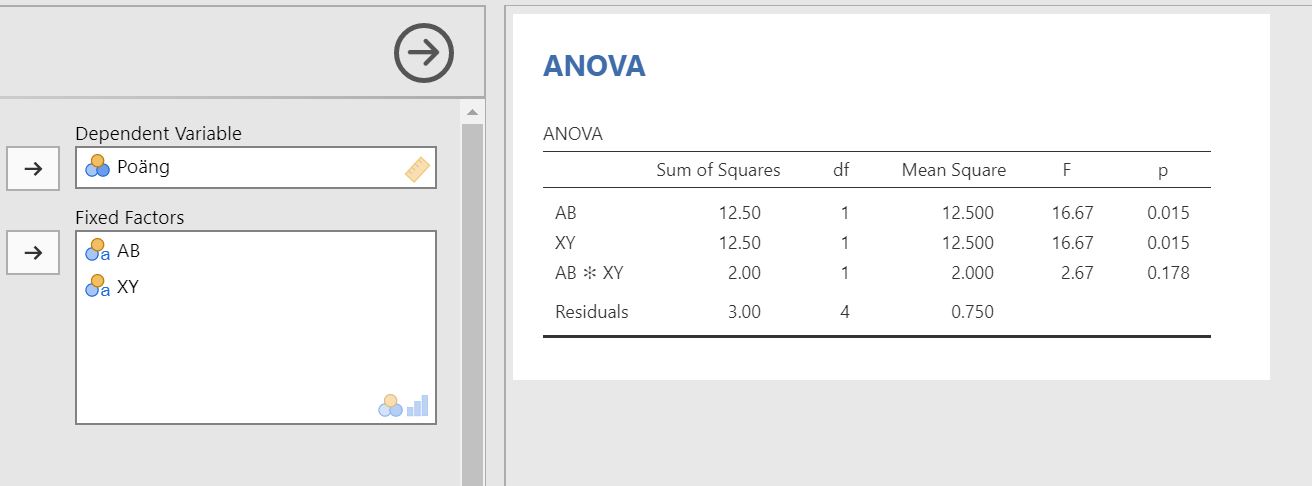 Dependent Variable
Poäng
Fixed Factors
a AB
a XY
ANOVA
ANOVA
Sum of Squares df Mean Square F p
AB 12.50 1 12.500 16.67 0.015
XY 12.50 1 12.500 16.67 0.015
AB ✻ XY 2.00 1 2.000 2.67 0.178
Residuals 3.00 4 0.750